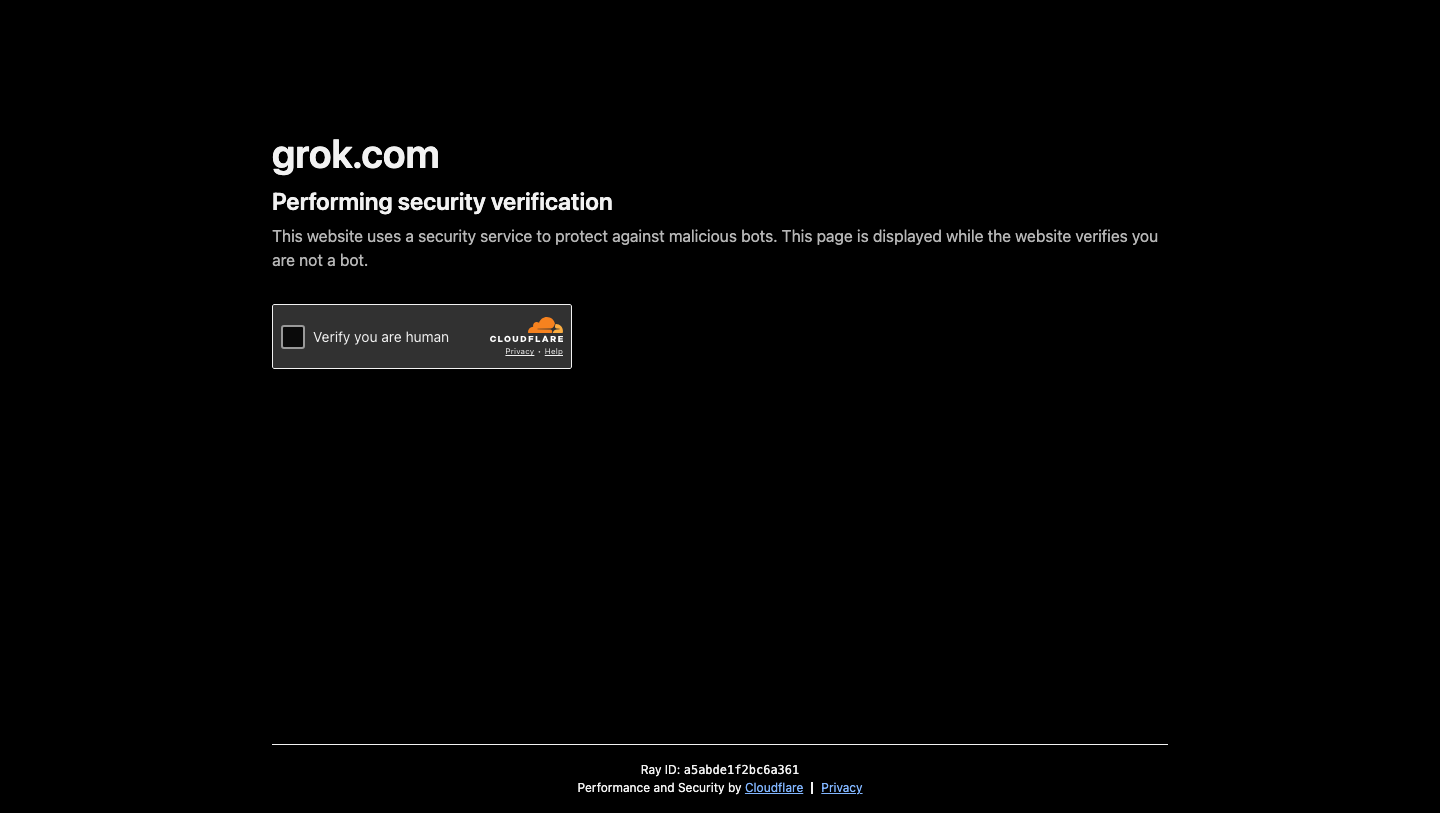 grok.com
Performing security verification
This website uses a security service to protect against malicious bots. This page is displayed while the website verifies you
are not a bot.
Verify you are human
CLOUDFLARE
Privacy • Help
Ray ID: a5abde1f2bc6a361
Performance and Security by Cloudflare | Privacy